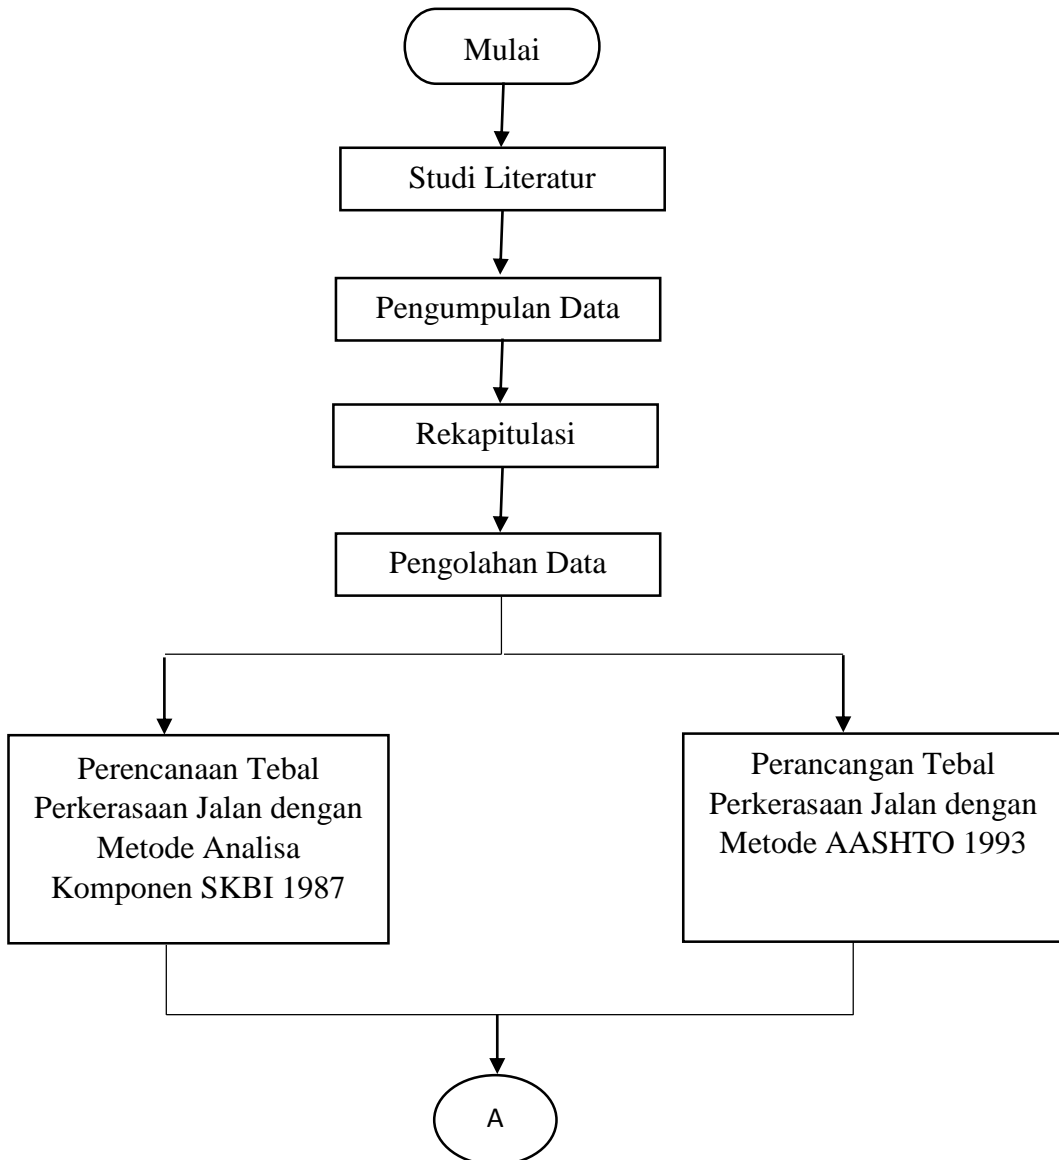 Mulai
Studi Literatur
Pengumpulan Data
Rekapitulasi
Pengolahan Data
Perencanaan Tebal
Perkerasaan Jalan dengan
Metode Analisa
Komponen SKBI 1987
Perancangan Tebal
Perkerasaan Jalan dengan
Metode AASHTO 1993
A